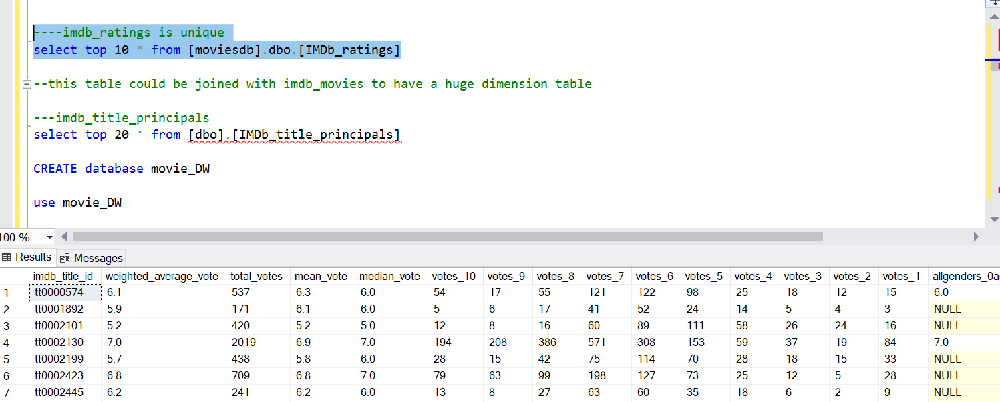 ----imdb_ratings is unique
select top 10 * from [moviesdb].dbo.[IMDb_ratings]
--this table could be joined with imdb_movies to have a huge dimension table
---imdb_title_principals
select top 20 * from [dbo].[IMDb_title_principals]
CREATE database movie_DW
use movie_DW
100 %
Results Messages
imdb_title_id weighted_average_vote total_votes mean_vote median_vote votes_10 votes_9 votes_8 votes_7 votes_6 votes_5 votes_4 votes_3 votes_2 votes_1 allgenders_0a
1 tt0000574 6.1 537 6.3 6.0 54 17 55 121 122 98 25 18 12 15 6.0
2 tt0001892 5.9 171 6.1 6.0 5 6 17 41 52 24 14 5 4 3 NULL
3 tt0002101 5.2 420 5.2 5.0 12 8 16 60 89 111 58 26 24 16 NULL
4 tt0002130 7.0 2019 6.9 7.0 194 208 386 571 308 153 59 37 19 84 7.0
5 tt0002199 5.7 438 5.8 6.0 28 15 42 75 114 70 28 18 15 33 NULL
6 tt0002423 6.8 709 6.8 7.0 79 63 99 198 127 73 25 12 5 28 NULL
7 tt0002445 6.2 241 6.2 6.0 13 8 27 63 60 35 18 6 2 9 NULL